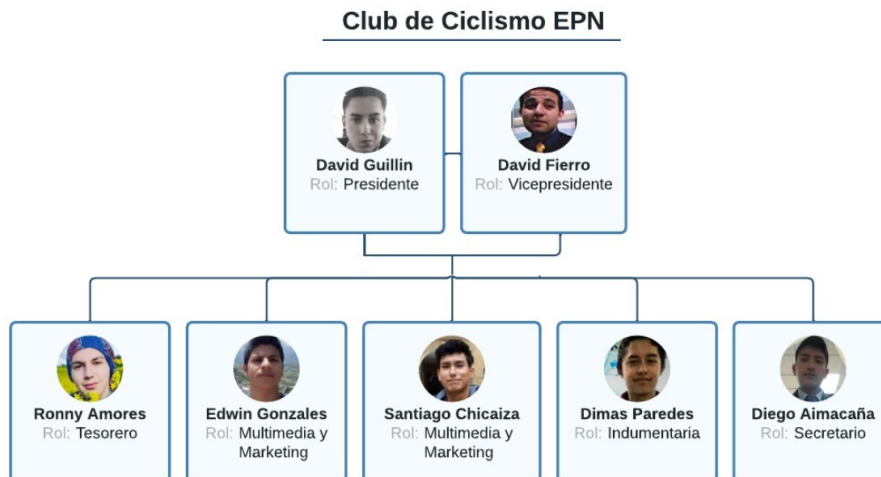 Club de Ciclismo EPN
David Guillin
Rol: Presidente
David Fierro
Rol: Vicepresidente
Ronny Amores
Rol: Tesorero
Edwin Gonzales
Rol: Multimedia y
Marketing
Santiago Chicaiza
Rol: Multimedia y
Marketing
Dimas Paredes
Rol: Indumentaria
Diego Aimacaña
Rol: Secretario